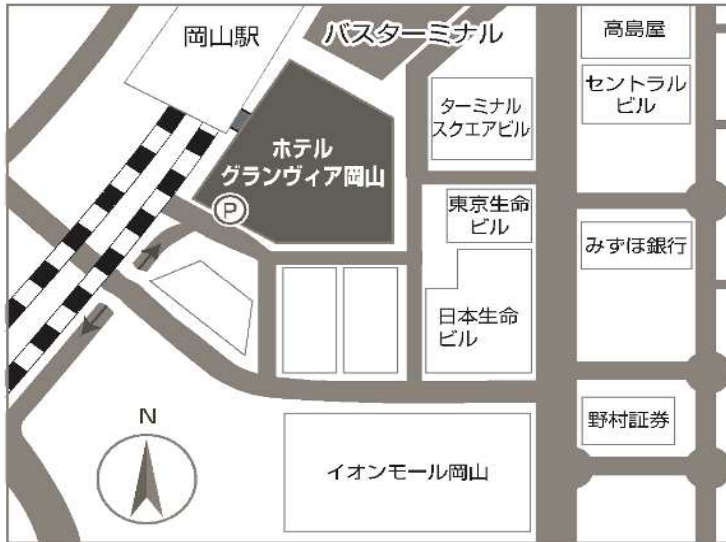 岡山駅
バスターミナル
高島屋
セントラル
ビル
ターミナル
スクエアビル
ホテル
グランヴィア岡山
P
東京生命
ビル
みずほ銀行
日本生命
ビル
野村証券
N
イオンモール岡山